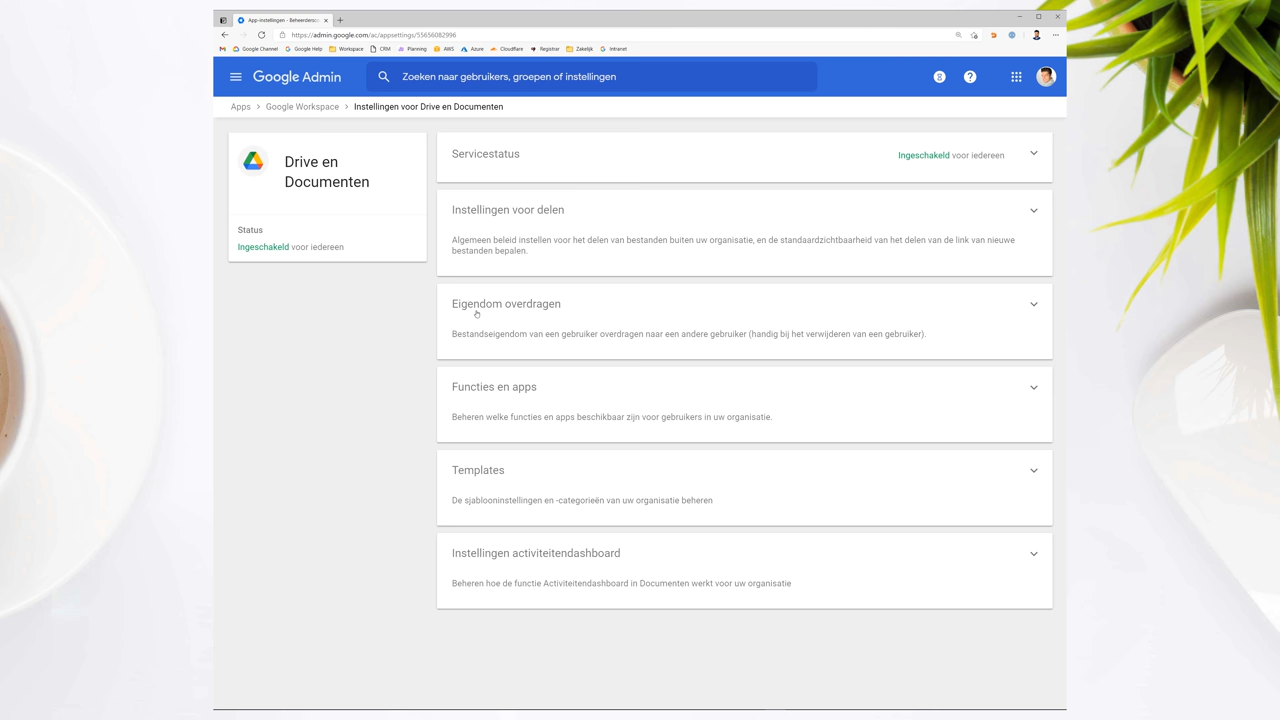 App-instellingen - Beheerdersc
https://admin.google.com/ac/appsettings/55656082996
Google Channel Google Help Workspace CRM Planning AWS Azure Cloudflare Registrar Zakelijk Intranet
Google Admin Zoeken naar gebruikers, groepen of instellingen
Apps > Google Workspace > Instellingen voor Drive en Documenten
Drive en
Documenten
Status
Ingeschakeld voor iedereen
Servicestatus Ingeschakeld voor iedereen
Instellingen voor delen
Algemeen beleid instellen voor het delen van bestanden buiten uw organisatie, en de standaardzichtbaarheid van het delen van de link van nieuwe
bestanden bepalen.
Eigendom overdragen
Bestandseigendom van een gebruiker overdragen naar een andere gebruiker (handig bij het verwijderen van een gebruiker).
Functies en apps
Beheren welke functies en apps beschikbaar zijn voor gebruikers in uw organisatie.
Templates
De sjablooninstellingen en -categorieën van uw organisatie beheren
Instellingen activiteitendashboard
Beheren hoe de functie Activiteitendashboard in Documenten werkt voor uw organisatie